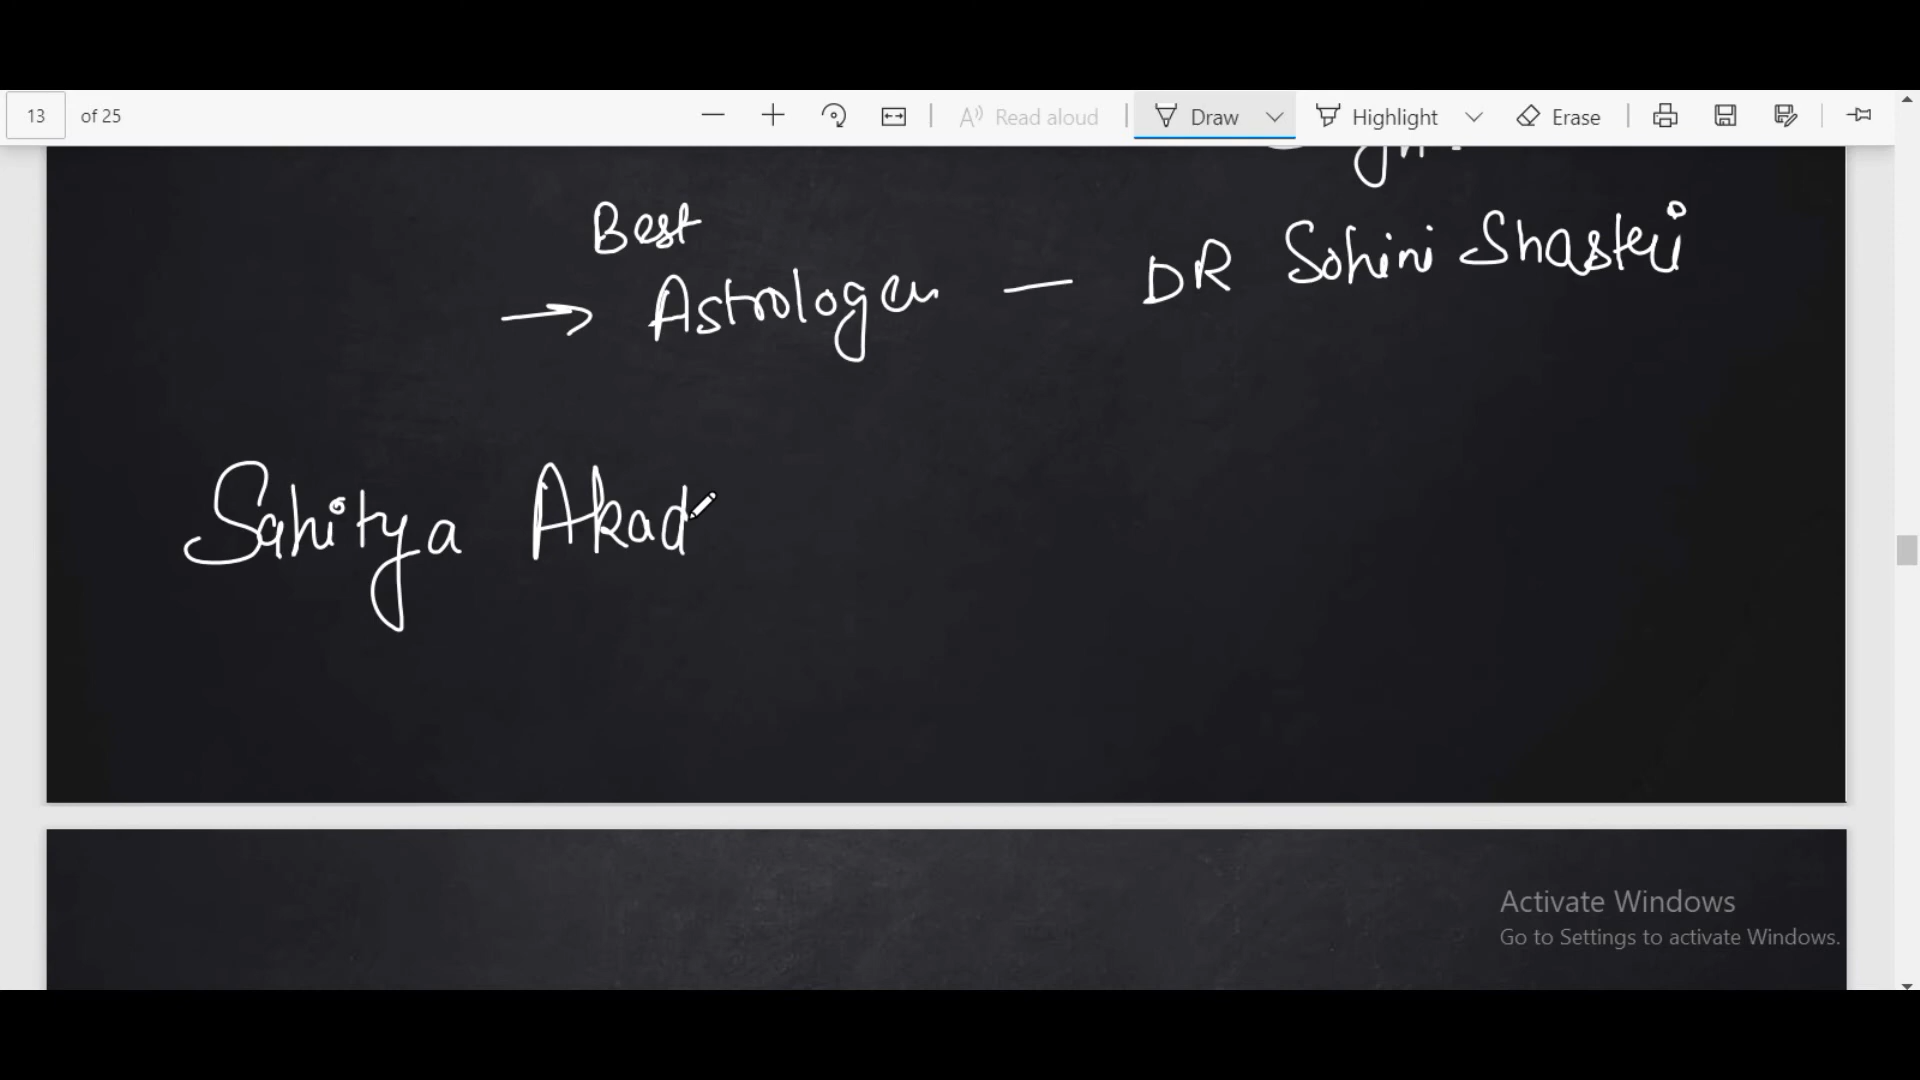 13 of 25 Read aloud Draw Highlight Erase
Best
→ Astrologer — DR Sohini Shastri
Sahitya Akad
Activate Windows
Go to Settings to activate Windows.